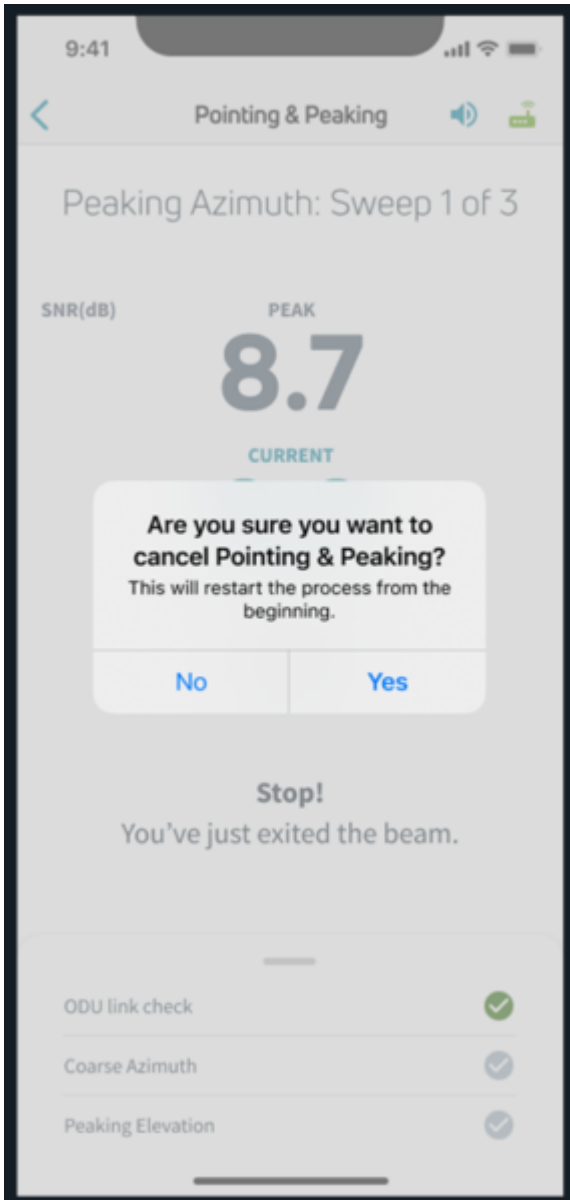 9:41
Pointing & Peaking
Peaking Azimuth: Sweep 1 of 3
SNR(dB)
PEAK
8.7
CURRENT
Are you sure you want to
cancel Pointing & Peaking?
This will restart the process from the
beginning.
No
Yes
Stop!
You've just exited the beam.
ODU link check
Coarse Azimuth
Peaking Elevation